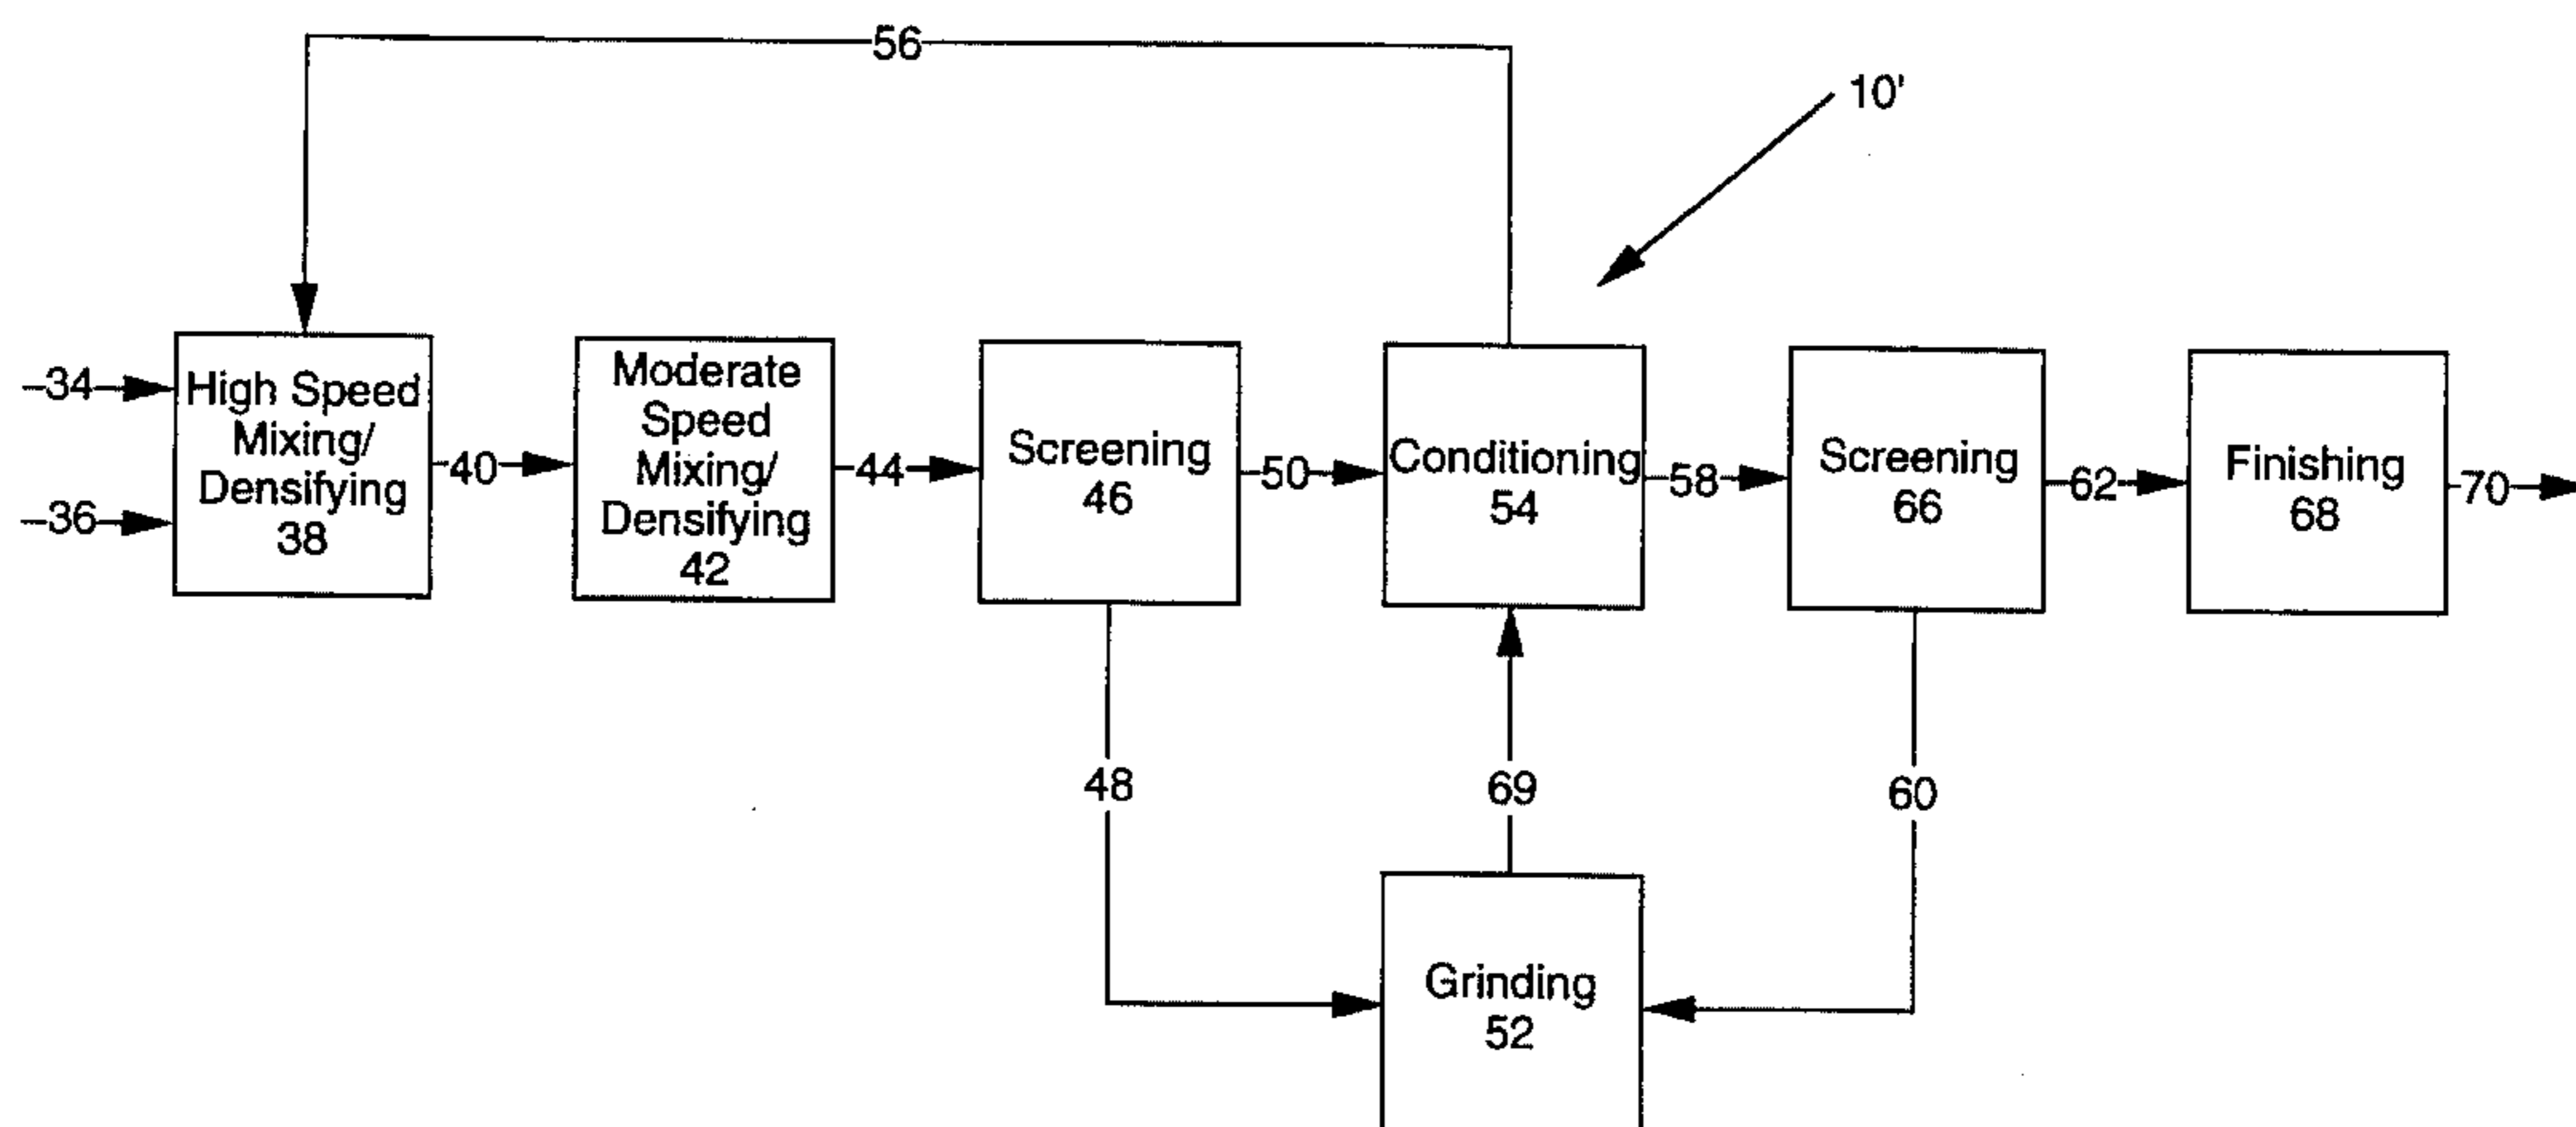 56
10'
34
36
High Speed
Mixing/
Densifying
38
40
Moderate
Speed
Mixing/
Densifying
42
44
Screening
46
50
Conditioning
54
58
Screening
66
62
Finishing
68
70
48
69
60
Grinding
52